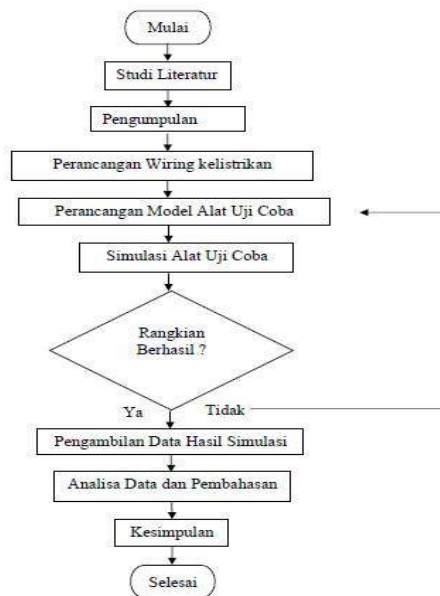 Mulai
Studi Literatur
Pengumpulan
Perancangan Wiring kelistrikan
Perancangan Model Alat Uji Coba
Simulasi Alat Uji Coba
Rangkian
Berhasil ?
Ya Tidak
Pengambilan Data Hasil Simulasi
Analisa Data dan Pembahasan
Kesimpulan
Selesai